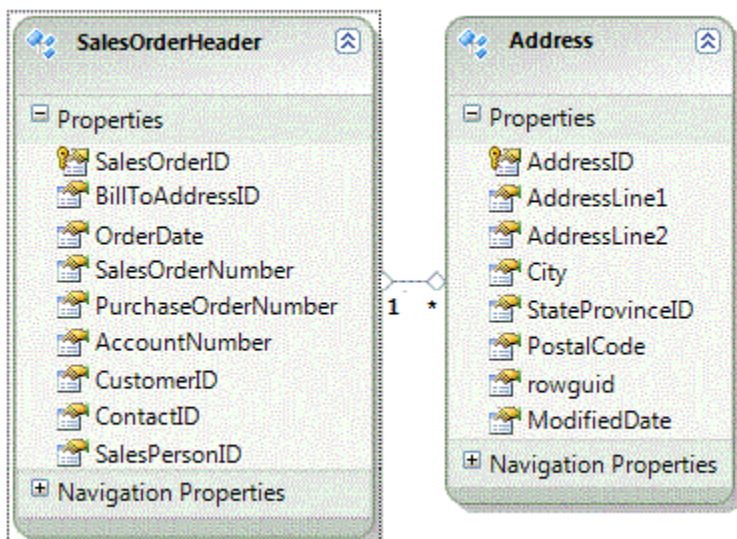 SalesOrderHeader
Properties
SalesOrderID
BillToAddressID
OrderDate
SalesOrderNumber
PurchaseOrderNumber
AccountNumber
CustomerID
ContactID
SalesPersonID
Navigation Properties
1 *
Address
Properties
AddressID
AddressLine1
AddressLine2
City
StateProvinceID
PostalCode
rowguid
ModifiedDate
Navigation Properties